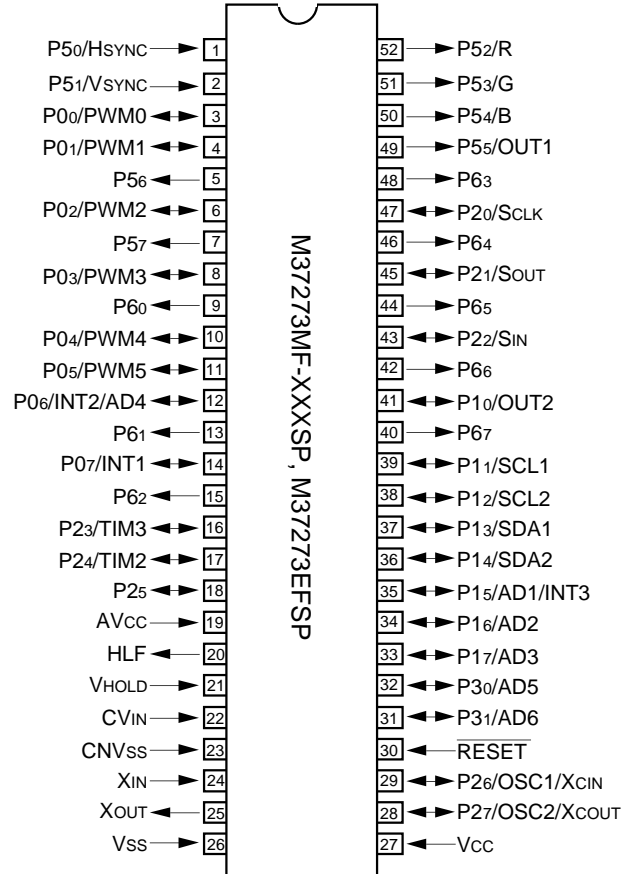 P50/HSYNC 1
P51/VSYNC 2
P00/PWM0 3
P01/PWM1 4
P56 5
P02/PWM2 6
P57 7
P03/PWM3 8
P60 9
P04/PWM4 10
P05/PWM5 11
P06/INT2/AD4 12
P61 13
P07/INT1 14
P62 15
P23/TIM3 16
P24/TIM2 17
P25 18
AVCC 19
HLF 20
VHOLD 21
CVIN 22
CNVSS 23
XIN 24
XOUT 25
VSS 26
M37273MF-XXXSP, M37273EFSP
52 P52/R
51 P53/G
50 P54/B
49 P55/OUT1
48 P63
47 P20/SCLK
46 P64
45 P21/SOUT
44 P65
43 P22/SIN
42 P66
41 P10/OUT2
40 P67
39 P11/SCL1
38 P12/SCL2
37 P13/SDA1
36 P14/SDA2
35 P15/AD1/INT3
34 P16/AD2
33 P17/AD3
32 P30/AD5
31 P31/AD6
30 RESET
29 P26/OSC1/XCIN
28 P27/OSC2/XCOUT
27 VCC